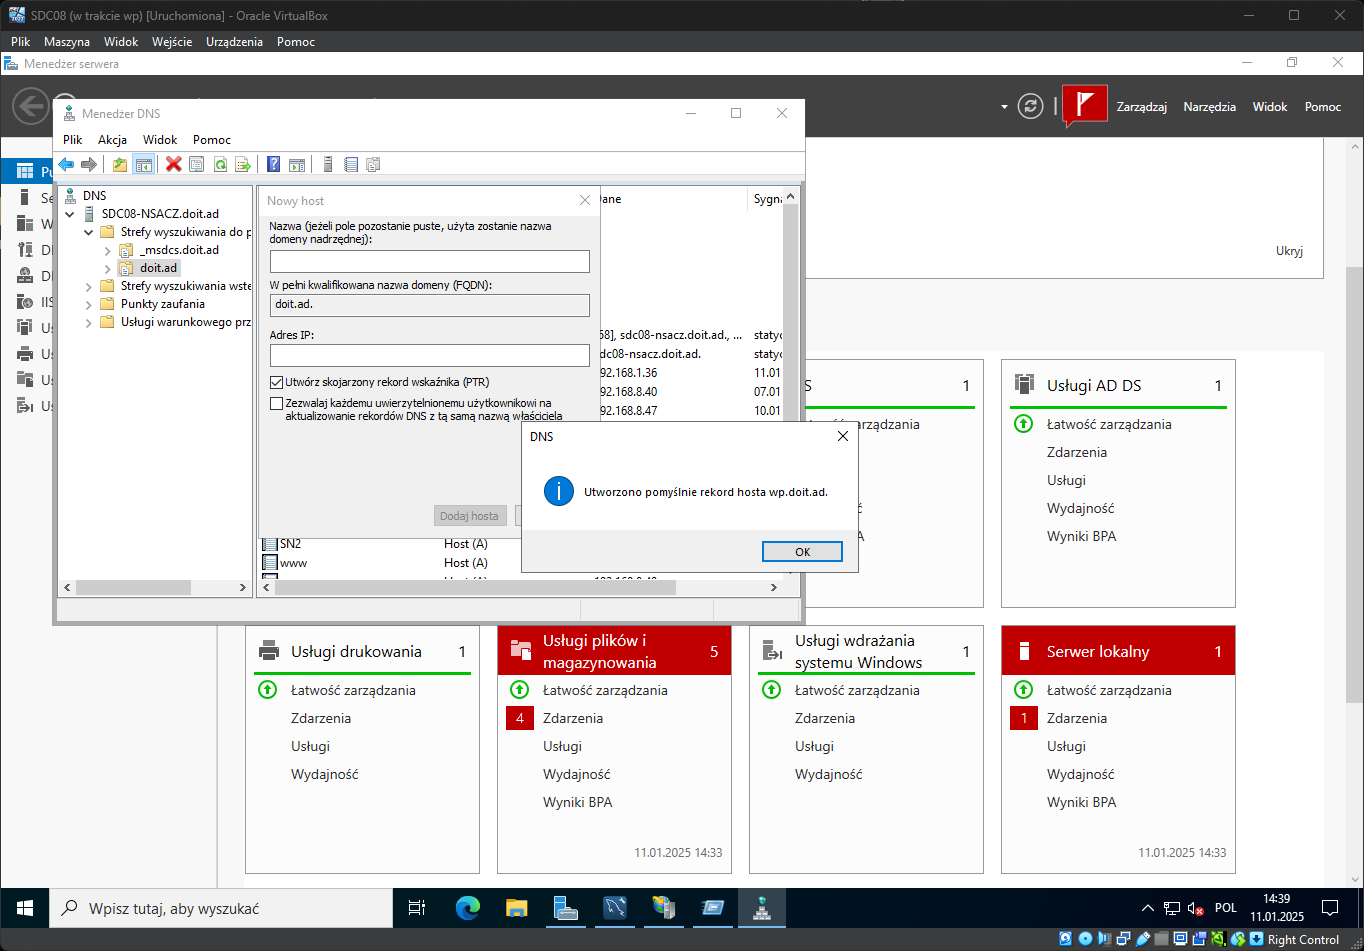 SDC08 (w trakcie wp) [Uruchomiona] - Oracle VirtualBox
Plik Maszyna Widok Wejście Urządzenia Pomoc
Menedżer serwera
Zarządzaj Narzędzia Widok Pomoc
Menedżer DNS
Plik Akcja Widok Pomoc
DNS
SDC08-NSACZ.doit.ad
Strefy wyszukiwania do p
_msdcs.doit.ad
doit.ad
Strefy wyszukiwania wste
Punkty zaufania
Usługi warunkowego prz
Nowy host
Nazwa (jeżeli pole pozostanie puste, użyta zostanie nazwa
domeny nadrzędnej):
W pełni kwalifikowana nazwa domeny (FQDN):
doit.ad.
Adres IP:
Utwórz skojarzony rekord wskaźnika (PTR)
Zezwalaj każdemu uwierzytelnionemu użytkownikowi na
aktualizowanie rekordów DNS z tą samą nazwą właściciela
Dodaj hosta
ane Sygna
58], sdc08-nsacz.doit.ad., ... statyc
dc08-nsacz.doit.ad. statyc
92.168.1.36 11.01
92.168.8.40 07.01
92.168.8.47 10.01
SN2 Host (A)
www Host (A)
DNS
Utworzono pomyślnie rekord hosta wp.doit.ad.
OK
Ukryj
S 1
arządzania
Usługi AD DS 1
Łatwość zarządzania
Zdarzenia
Usługi
Wydajność
Wyniki BPA
Usługi drukowania 1
Łatwość zarządzania
Zdarzenia
Usługi
Wydajność
Usługi plików i
magazynowania 5
Łatwość zarządzania
4 Zdarzenia
Usługi
Wydajność
Wyniki BPA
11.01.2025 14:33
Usługi wdrażania
systemu Windows 1
Łatwość zarządzania
Zdarzenia
Usługi
Wydajność
Serwer lokalny 1
Łatwość zarządzania
1 Zdarzenia
Usługi
Wydajność
Wyniki BPA
11.01.2025 14:33
Wpisz tutaj, aby wyszukać
POL
14:39
11.01.2025
Right Control